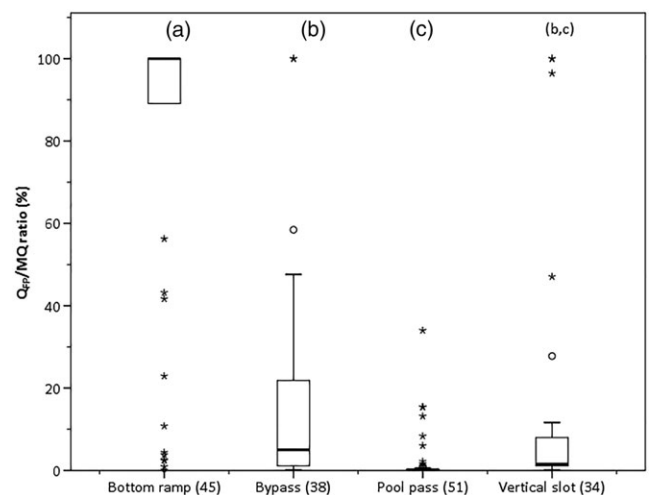 (a) (b) (c) (b,c)
100
80
60
40
20
0
Q_FP/MQ ratio (%)
Bottom ramp (45) Bypass (38) Pool pass (51) Vertical slot (34)